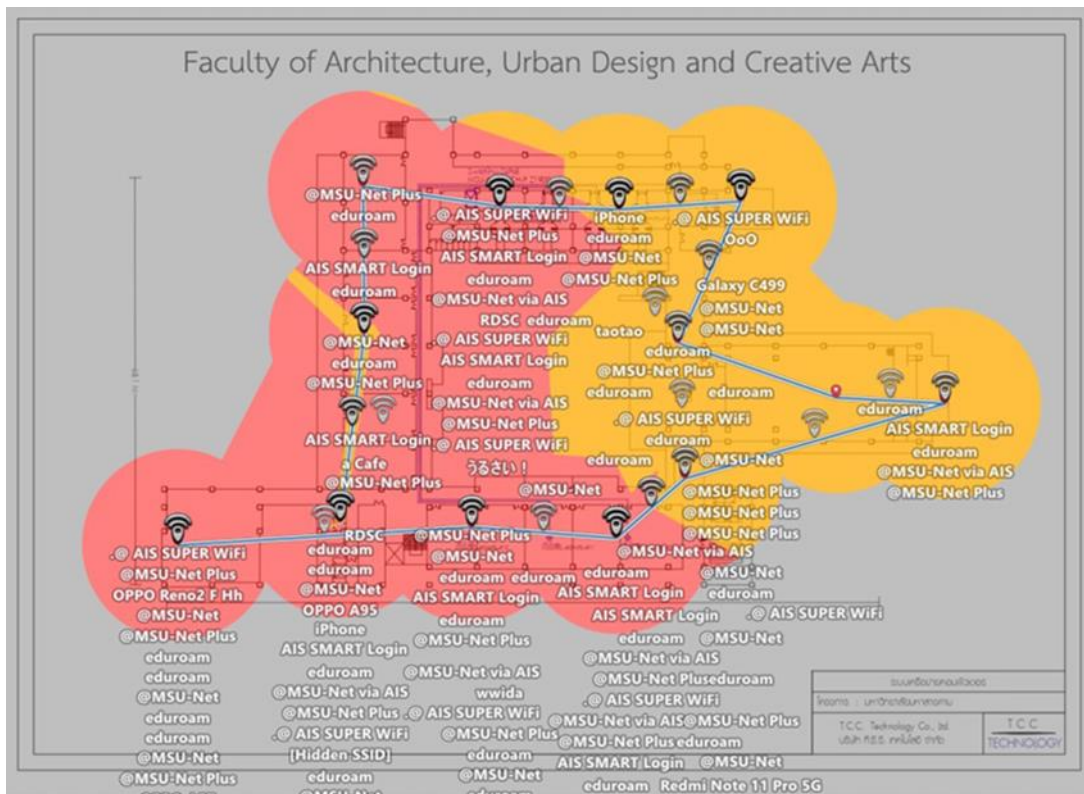 Faculty of Architecture, Urban Design and Creative Arts
@MSU-Net Plus
eduroam
AIS SMART Login
eduroam
@MSU-Net
eduroam
@MSU-Net Plus
AIS SMART Login
a Cafe
@MSU-Net Plus
.@ AIS SUPER WiFi
@MSU-Net Plus
AIS SMART Login
eduroam
@MSU-Net via AIS
RDSC eduroam
.@ AIS SUPER WiFi
AIS SMART Login
eduroam
@MSU-Net via AIS
@MSU-Net Plus
.@ AIS SUPER WiFi
うるさい！
@MSU-Net
iPhone
eduroam
@MSU-Net
@MSU-Net Plus
.@ AIS SUPER WiFi
OoO
Galaxy C499
@MSU-Net
@MSU-Net
taotao
eduroam
@MSU-Net Plus
eduroam
eduroam
.@ AIS SUPER WiFi
eduroam
eduroam
@MSU-Net
eduroam
AIS SMART Login
eduroam
@MSU-Net via AIS
@MSU-Net Plus
@MSU-Net Plus
@MSU-Net Plus
@MSU-Net Plus
.@ AIS SUPER WiFi
@MSU-Net Plus
OPPO Reno2 F Hh
@MSU-Net
@MSU-Net Plus
eduroam
eduroam
@MSU-Net
eduroam
eduroam
@MSU-Net
@MSU-Net Plus
RDSC
eduroam
eduroam
@MSU-Net
OPPO A95
iPhone
AIS SMART Login
eduroam
@MSU-Net via AIS
@MSU-Net Plus
.@ AIS SUPER WiFi
[Hidden SSID]
eduroam
@MSU-Net
@MSU-Net Plus
@MSU-Net
eduroam
AIS SMART Login
eduroam
@MSU-Net Plus
@MSU-Net via AIS
wwida
.@ AIS SUPER WiFi
@MSU-Net Plus
eduroam
@MSU-Net
eduroam
@MSU-Net via AIS
eduroam
@MSU-Net
AIS SMART Login
eduroam
AIS SMART Login
.@ AIS SUPER WiFi
eduroam
@MSU-Net
@MSU-Net via AIS
@MSU-Net Plus
eduroam
.@ AIS SUPER WiFi
@MSU-Net via AIS
@MSU-Net Plus
@MSU-Net Plus
eduroam
AIS SMART Login
@MSU-Net
eduroam
Redmi Note 11 Pro 5G
T.C.C. Technology Co., Ltd.
T C C
TECHNOLOGY